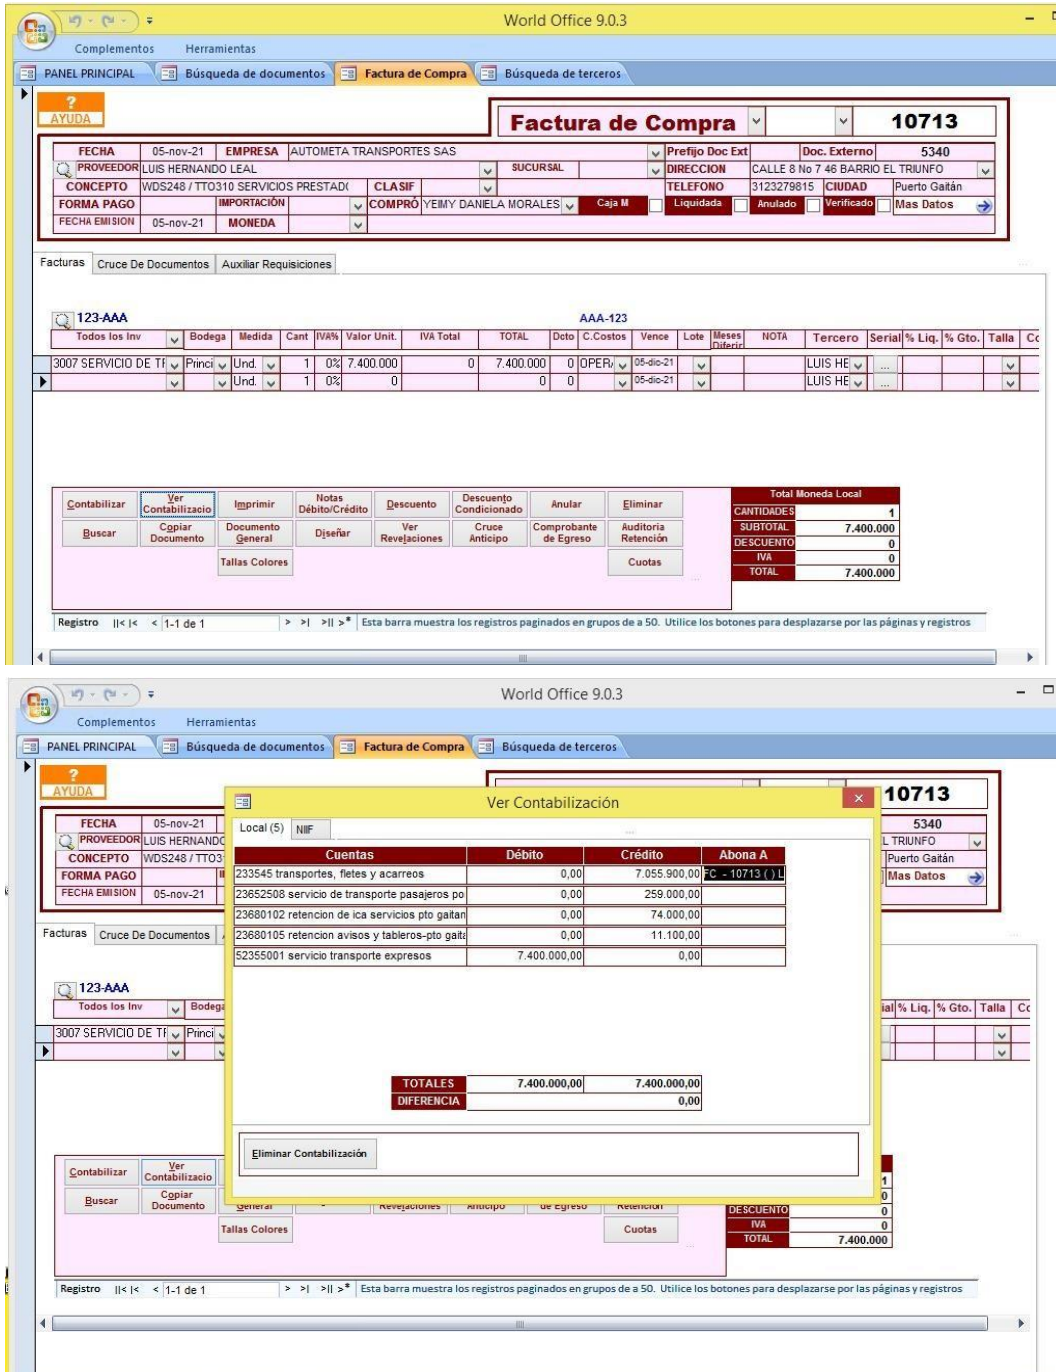 World Office 9.0.3
Complementos Herramientas
PANEL PRINCIPAL Búsqueda de documentos Factura de Compra Búsqueda de terceros
?
AYUDA
Factura de Compra 10713
FECHA 05-nov-21 EMPRESA AUTOMETA TRANSPORTES SAS Prefijo Doc Ext Doc. Externo 5340
PROVEEDOR LUIS HERNANDO LEAL SUCURSAL DIRECCION CALLE 8 No 7 46 BARRIO EL TRIUNFO
CONCEPTO WDS248 / TTO310 SERVICIOS PRESTAD( CLASIF TELEFONO 3123279815 CIUDAD Puerto Gaitán
FORMA PAGO IMPORTACIÓN COMPRÓ YEIMY DANIELA MORALES Caja M Liquidada Anulado Verificado Mas Datos
FECHA EMISION 05-nov-21 MONEDA
Facturas Cruce De Documentos Auxiliar Requisiciones
123-AAA AAA-123
Todos los Inv Bodega Medida Cant IVA% Valor Unit. IVA Total TOTAL Dcto C.Costos Vence Lote Meses Diferir NOTA Tercero Serial % Liq. % Gto. Talla Co
3007 SERVICIO DE TF Princi Und. 1 0% 7.400.000 0 7.400.000 0 OPER 05-dic-21 LUIS HE ...
Und. 1 0% 0 0 0 05-dic-21 LUIS HE ...
Contabilizar Ver Contabilizacio Imprimir Notas Débito/Crédito Descuento Descuento Condicionado Anular Eliminar
Buscar Copiar Documento Documento General Diseñar Ver Revelaciones Cruce Anticipo Comprobante de Egreso Auditoria Retención
Tallas Colores Cuotas
Total Moneda Local
CANTIDADES 1
SUBTOTAL 7.400.000
DESCUENTO 0
IVA 0
TOTAL 7.400.000
Registro ||< |< < 1-1 de 1 > >| >|| >* Esta barra muestra los registros paginados en grupos de a 50. Utilice los botones para desplazarse por las páginas y registros
World Office 9.0.3
Complementos Herramientas
PANEL PRINCIPAL Búsqueda de documentos Factura de Compra Búsqueda de terceros
?
AYUDA
10713
FECHA 05-nov-21 5340
PROVEEDOR LUIS HERNANDO L TRIUNFO
CONCEPTO WDS248 / TTO3 Puerto Gaitán
FORMA PAGO Mas Datos
FECHA EMISION 05-nov-21
Facturas Cruce De Documentos
123-AAA
Todos los Inv Bodega ial % Liq. % Gto. Talla Co
3007 SERVICIO DE TF Princi
Ver Contabilización
Local (5) NIIF
Cuentas Débito Crédito Abona A
233545 transportes, fletes y acarreos 0,00 7.055.900,00 FC - 10713 ( ) L
23652508 servicio de transporte pasajeros po 0,00 259.000,00
23680102 retencion de ica servicios pto gaitan 0,00 74.000,00
23680105 retencion avisos y tableros-pto gaita 0,00 11.100,00
52355001 servicio transporte expresos 7.400.000,00 0,00
TOTALES 7.400.000,00 7.400.000,00
DIFERENCIA 0,00
Eliminar Contabilización
Contabilizar Ver Contabilizacio 1
Buscar Copiar Documento General Revelaciones Anticipo de Egreso Retención 0
DESCUENTO 0
Tallas Colores Cuotas IVA 0
TOTAL 7.400.000
Registro ||< |< < 1-1 de 1 > >| >|| >* Esta barra muestra los registros paginados en grupos de a 50. Utilice los botones para desplazarse por las páginas y registros